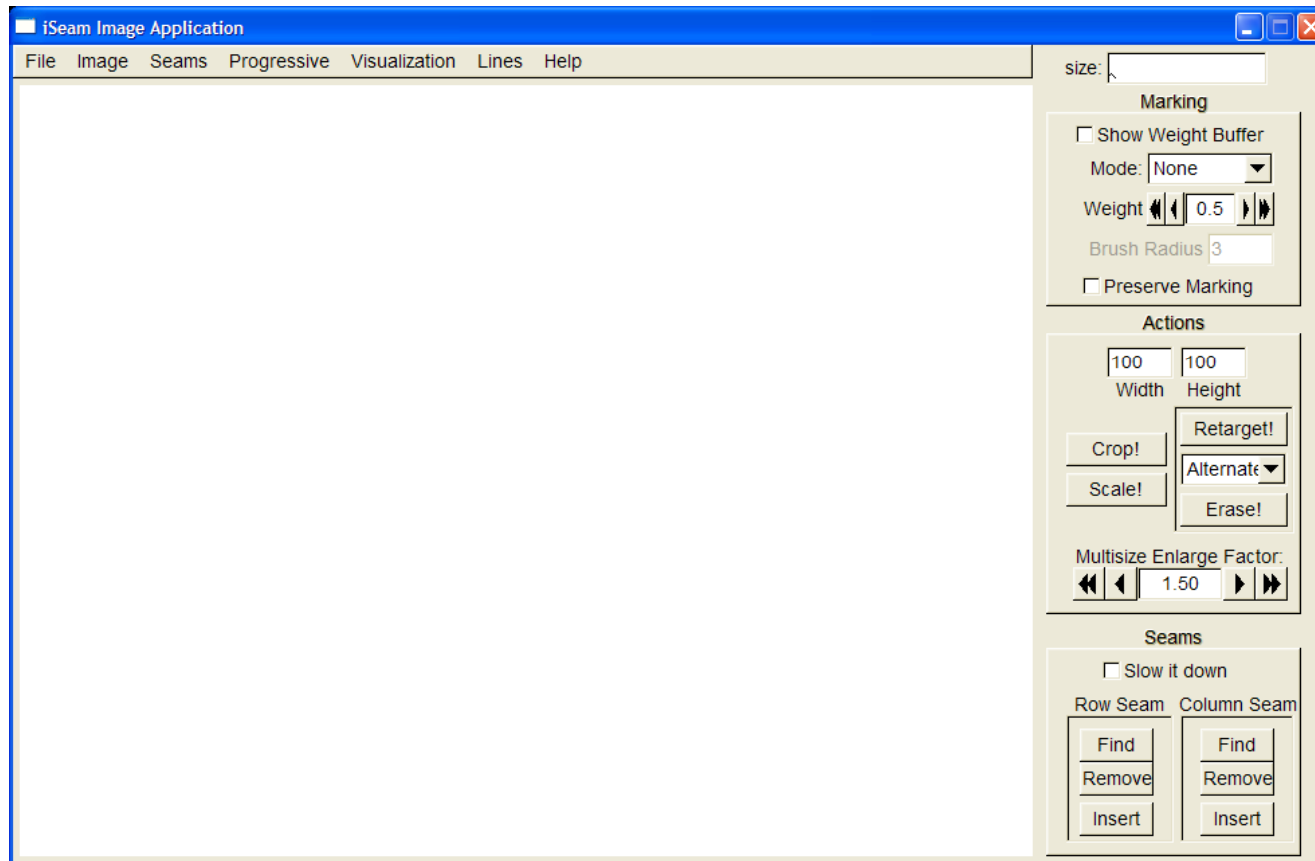 iSeam Image Application
File Image Seams Progressive Visualization Lines Help
size:
Marking
Show Weight Buffer
Mode: None
Weight 0.5
Brush Radius 3
Preserve Marking
Actions
100 100
Width Height
Retarget!
Crop!
Alternate
Scale!
Erase!
Multisize Enlarge Factor:
1.50
Seams
Slow it down
Row Seam Column Seam
Find Find
Remove Remove
Insert Insert